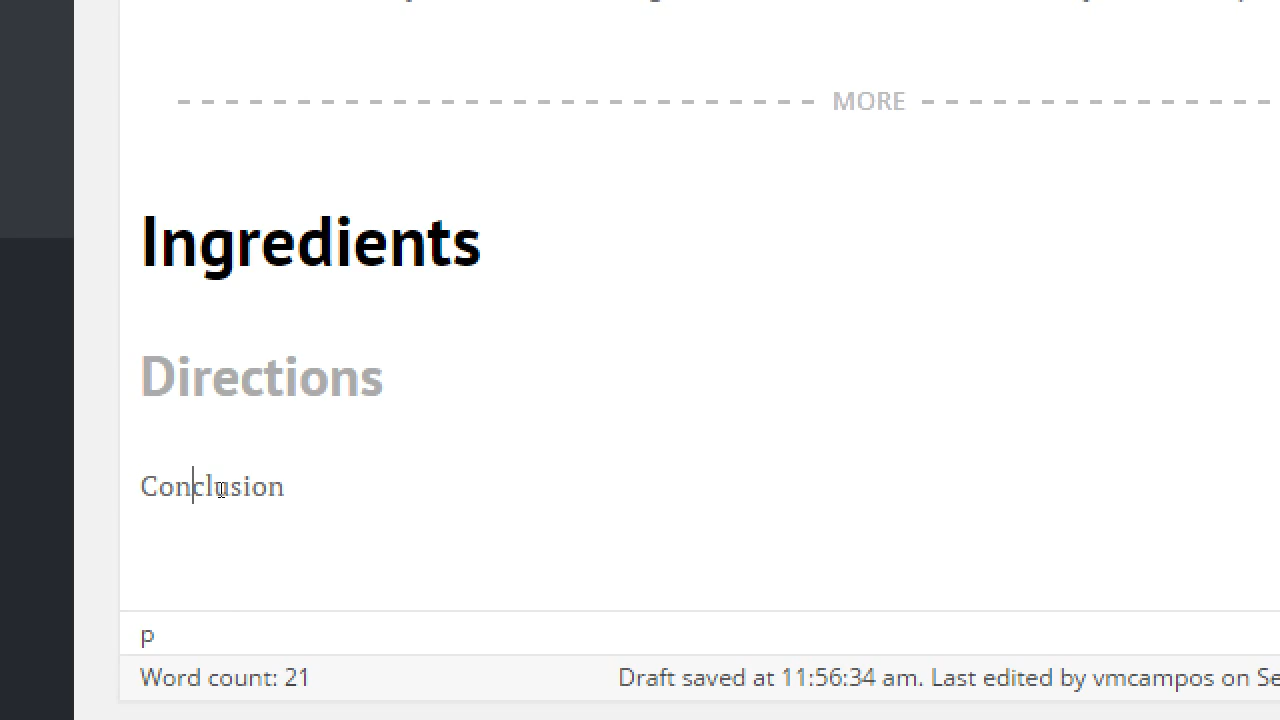 MORE
Ingredients
Directions
Conclusion
p
Word count: 21
Draft saved at 11:56:34 am. Last edited by vmcampos on